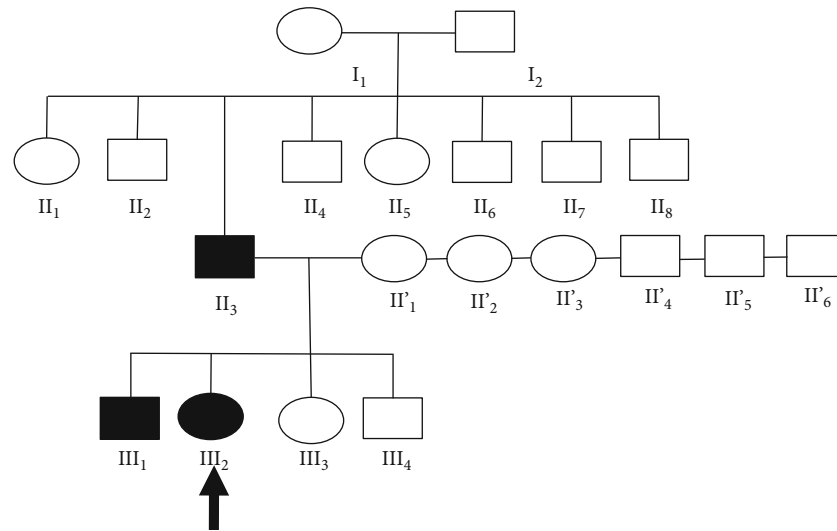 I₁ I₂
II₁ II₂ II₄ II₅ II₆ II₇ II₈
II₃ II'₁ II'₂ II'₃ II'₄ II'₅ II'₆
III₁ III₂ III₃ III₄